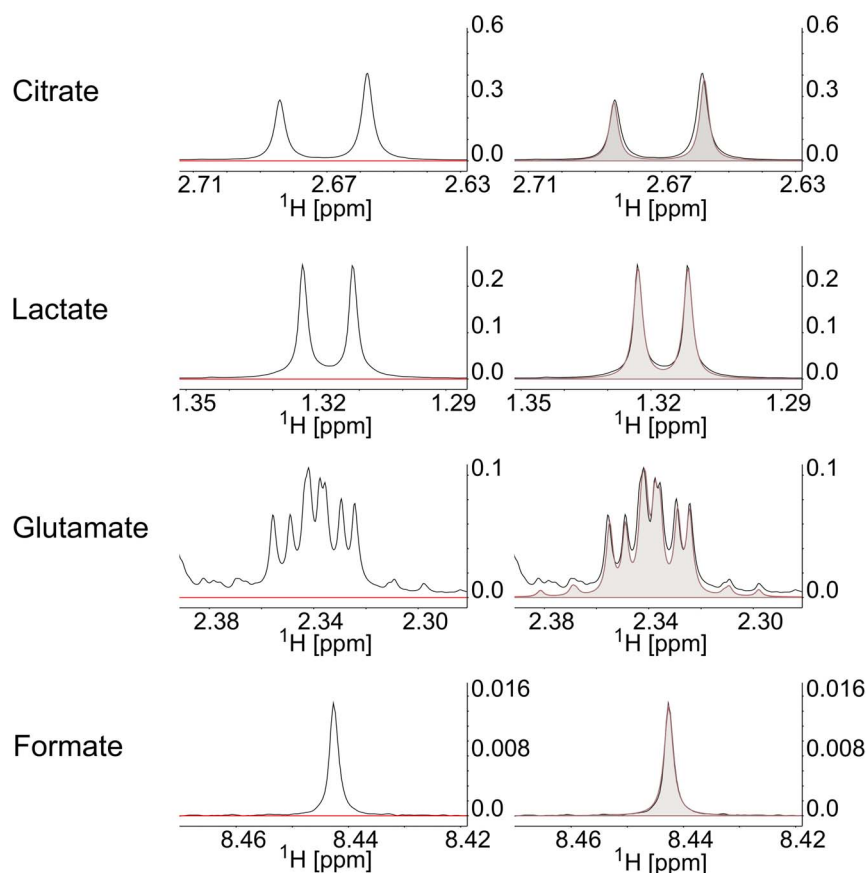 Citrate
0.6
0.3
0.0
2.71 2.67 2.63
¹H [ppm]
0.6
0.3
0.0
2.71 2.67 2.63
¹H [ppm]
Lactate
0.2
0.1
0.0
1.35 1.32 1.29
¹H [ppm]
0.2
0.1
0.0
1.35 1.32 1.29
¹H [ppm]
Glutamate
0.1
0.0
2.38 2.34 2.30
¹H [ppm]
0.1
0.0
2.38 2.34 2.30
¹H [ppm]
Formate
0.016
0.008
0.0
8.46 8.44 8.42
¹H [ppm]
0.016
0.008
0.0
8.46 8.44 8.42
¹H [ppm]